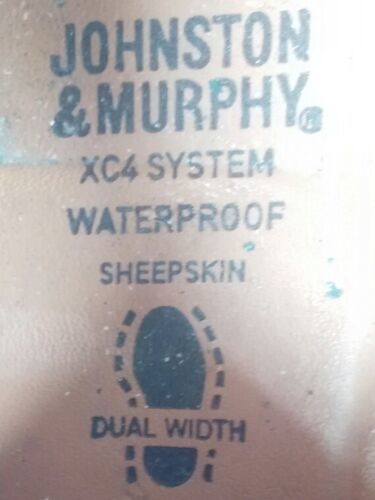 JOHNSTON
&MURPHY®
XC4 SYSTEM
WATERPROOF
SHEEPSKIN
DUAL WIDTH